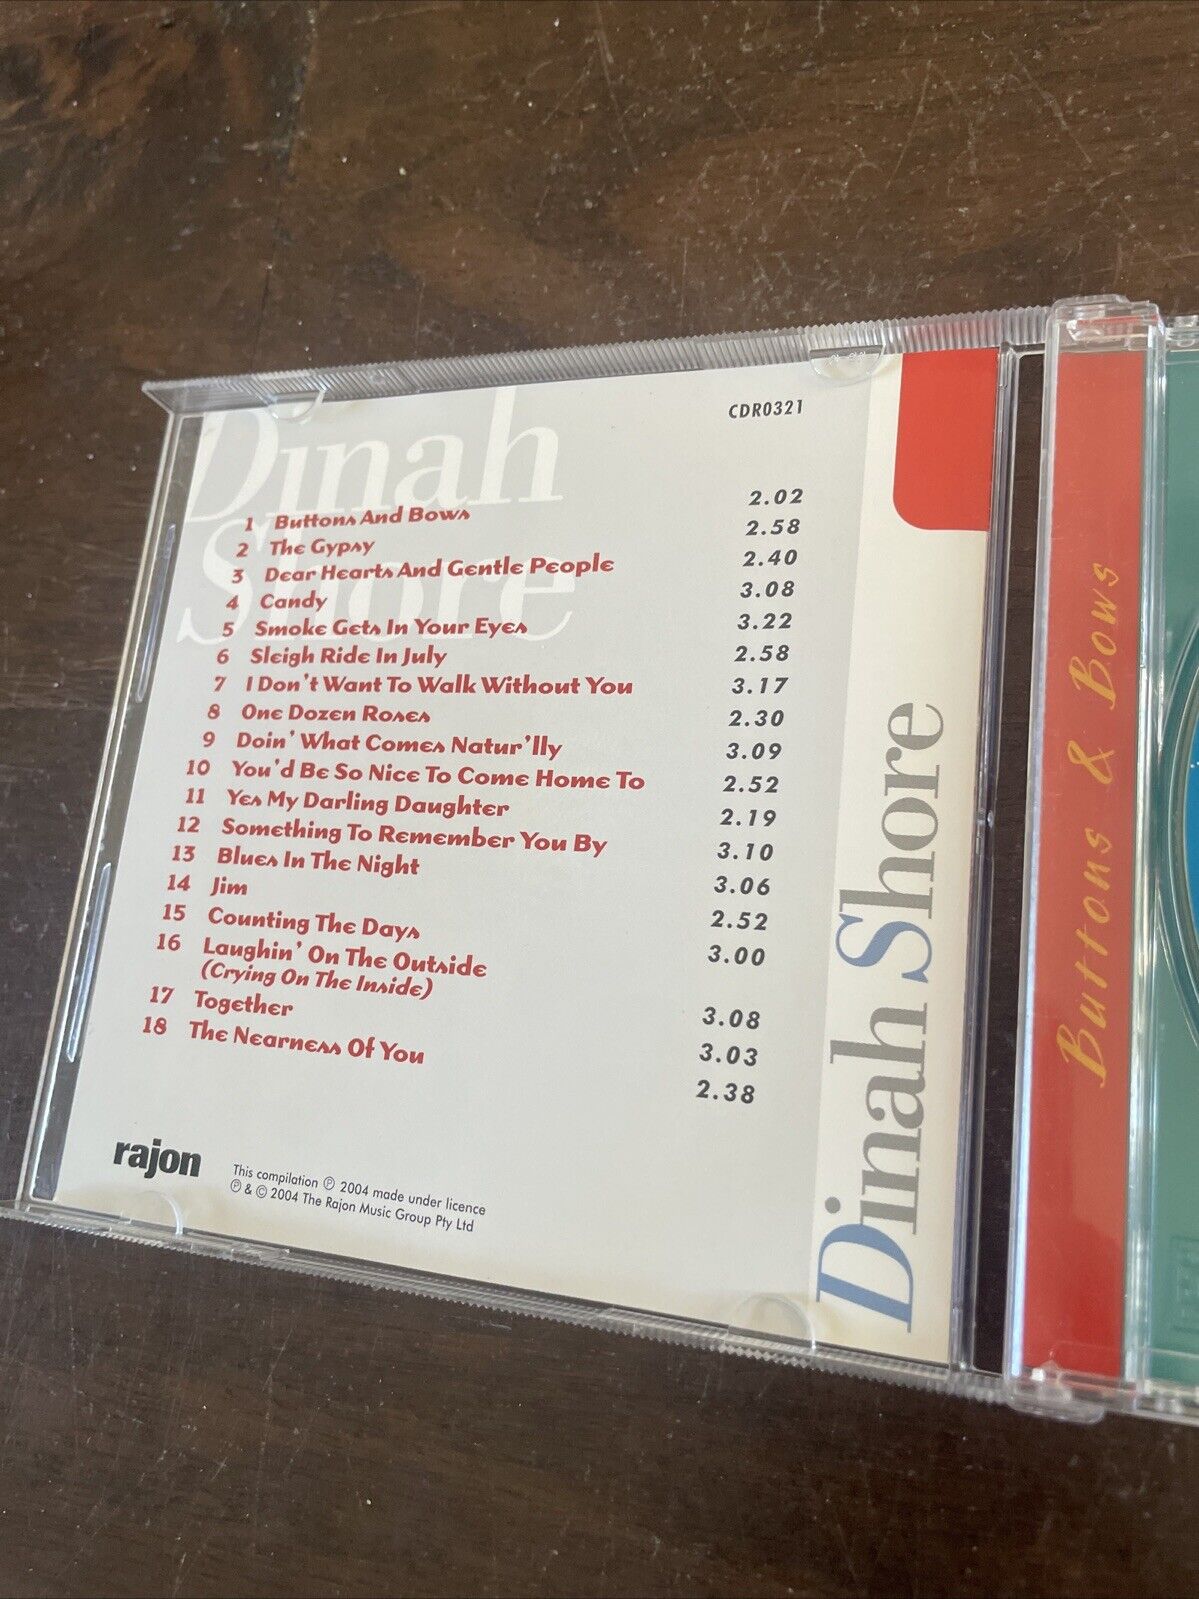 Dinah
Shore
CDR0321
1 Buttons And Bows 2.02
2 The Gypsy 2.58
3 Dear Hearts And Gentle People 2.40
4 Candy 3.08
5 Smoke Gets In Your Eyes 3.22
6 Sleigh Ride In July 2.58
7 I Don't Want To Walk Without You 3.17
8 One Dozen Roses 2.30
9 Doin' What Comes Natur'lly 3.09
10 You'd Be So Nice To Come Home To 2.52
11 Yes My Darling Daughter 2.19
12 Something To Remember You By 3.10
13 Blues In The Night 3.06
14 Jim 2.52
15 Counting The Days 3.00
16 Laughin' On The Outside
(Crying On The Inside) 3.08
17 Together 3.03
18 The Nearness Of You 2.38
rajon
This compilation ℗ 2004 made under licence
℗ & © 2004 The Rajon Music Group Pty Ltd
Dinah Shore
Buttons & Bows